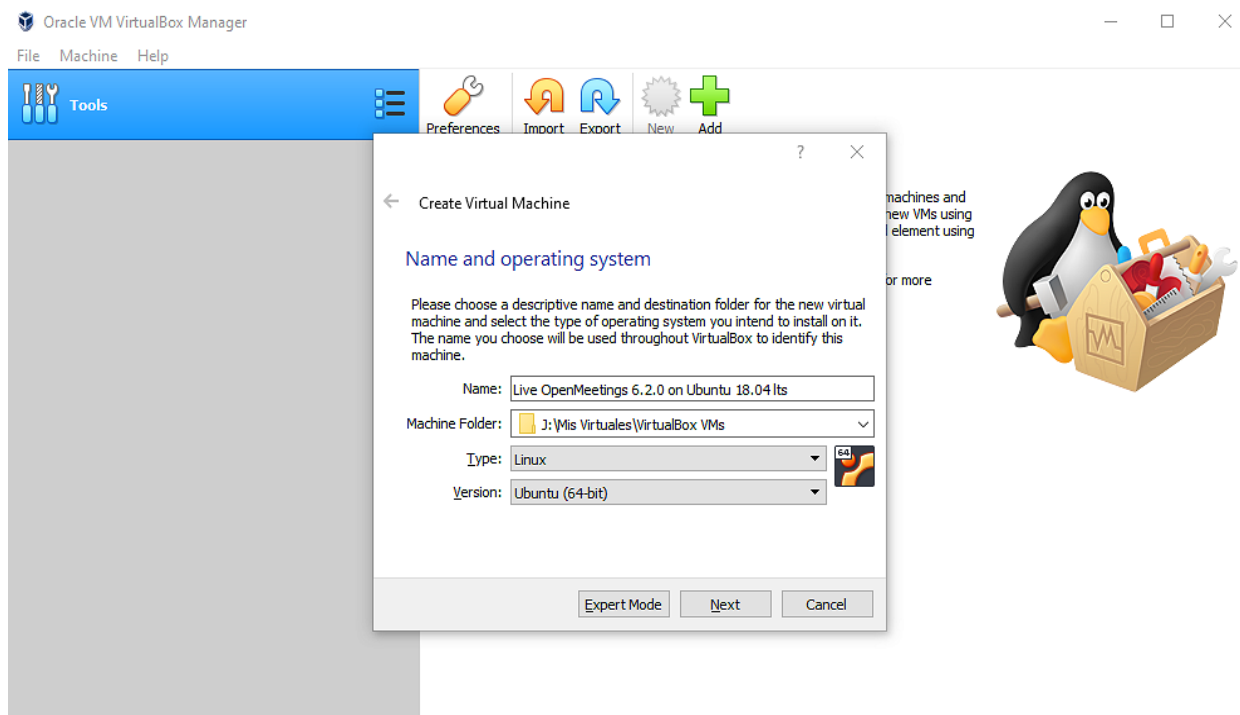 Oracle VM VirtualBox Manager
File Machine Help
Tools
Preferences Import Export New Add
machines and
new VMs using
element using
or more
?
Create Virtual Machine
Name and operating system
Please choose a descriptive name and destination folder for the new virtual
machine and select the type of operating system you intend to install on it.
The name you choose will be used throughout VirtualBox to identify this
machine.
Name: Live OpenMeetings 6.2.0 on Ubuntu 18.04 lts
Machine Folder: J:\Mis Virtuales\VirtualBox VMs
Type: Linux
64
Version: Ubuntu (64-bit)
Expert Mode Next Cancel